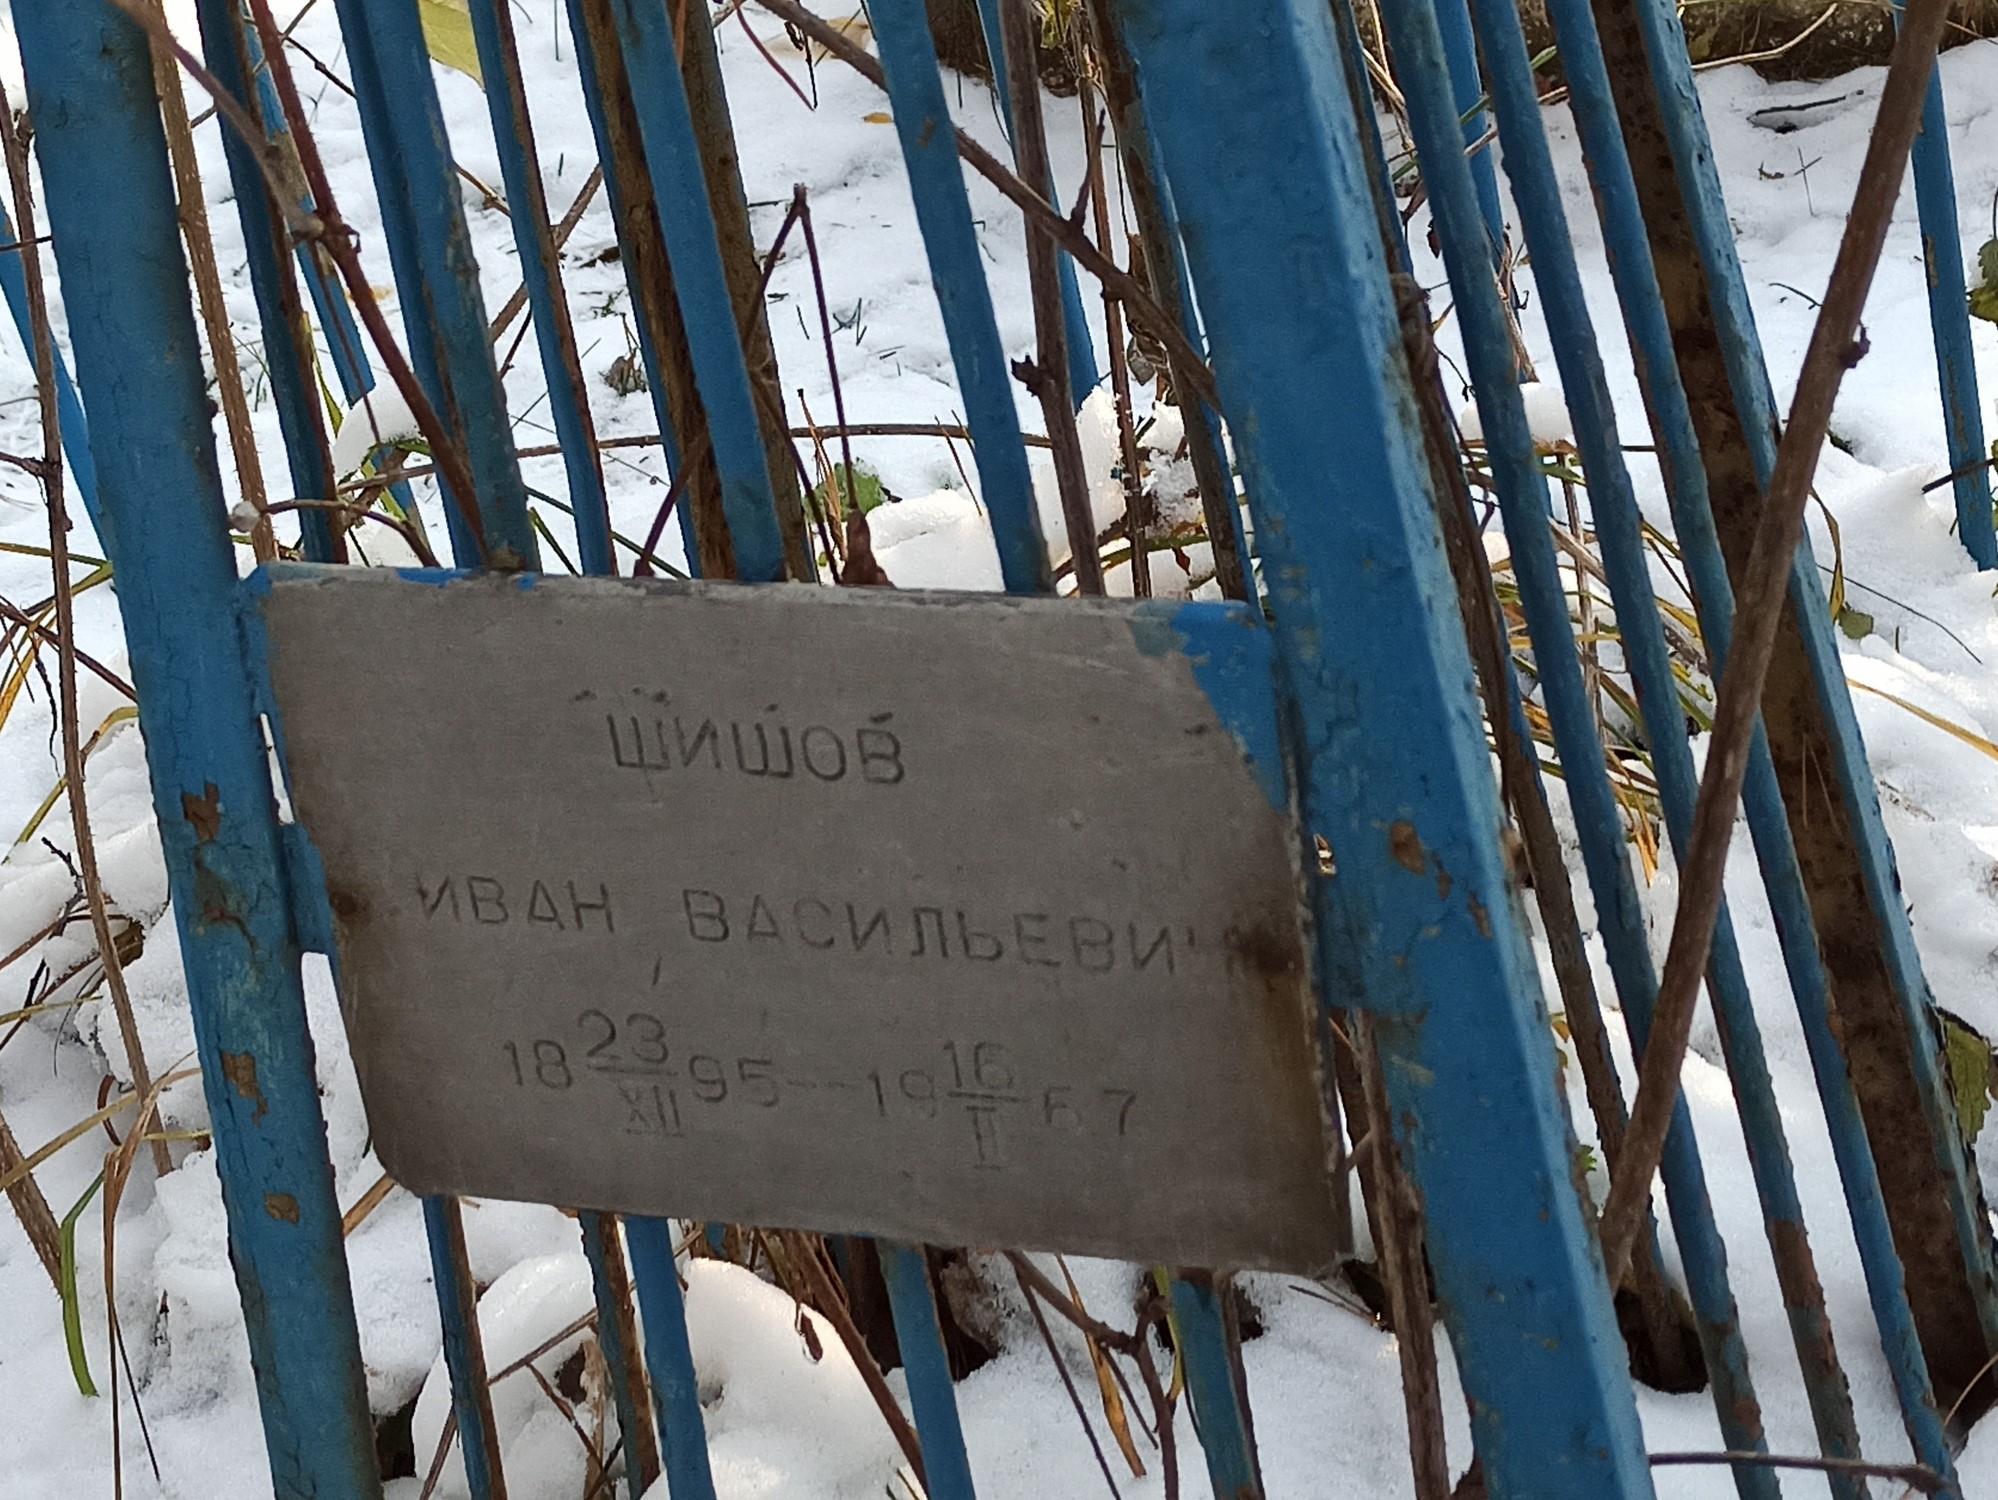 ШИШОВ
ИВАН ВАСИЛЬЕВИЧ
18 23/XII 95 — 19 16/II 67